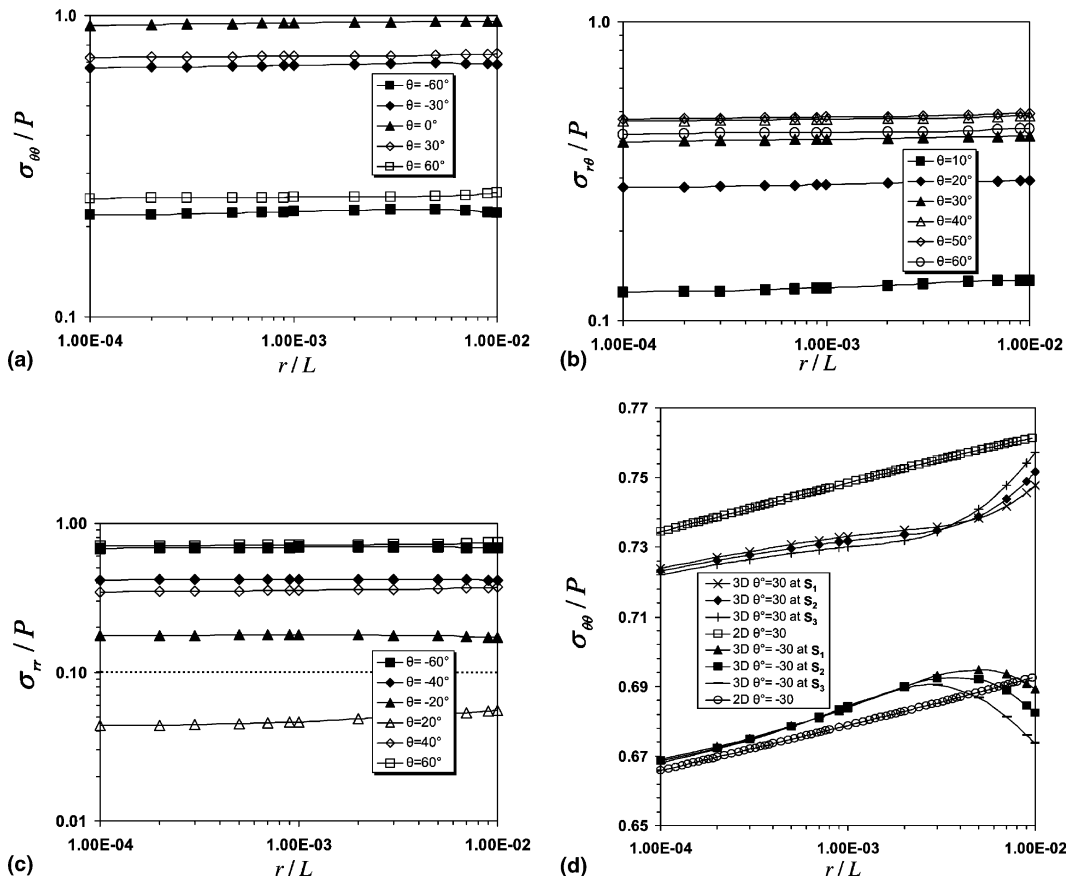 1.0
0.1
σθθ / P
θ= -60°
θ= -30°
θ= 0°
θ= 30°
θ= 60°
1.00E-04
1.00E-03
1.00E-02
r / L
(a)
1.0
0.1
σrθ / P
θ=10°
θ=20°
θ=30°
θ=40°
θ=50°
θ=60°
1.00E-04
1.00E-03
1.00E-02
r / L
(b)
1.00
0.10
0.01
σrr / P
θ= -60°
θ= -40°
θ= -20°
θ=20°
θ=40°
θ=60°
1.00E-04
1.00E-03
1.00E-02
r / L
(c)
0.77
0.75
0.73
0.71
0.69
0.67
0.65
σθθ / P
3D θ°=30 at S1
3D θ°=30 at S2
3D θ°=30 at S3
2D θ°=30
3D θ°= -30 at S1
3D θ°= -30 at S2
3D θ°= -30 at S3
2D θ°= -30
1.00E-04
1.00E-03
1.00E-02
r / L
(d)